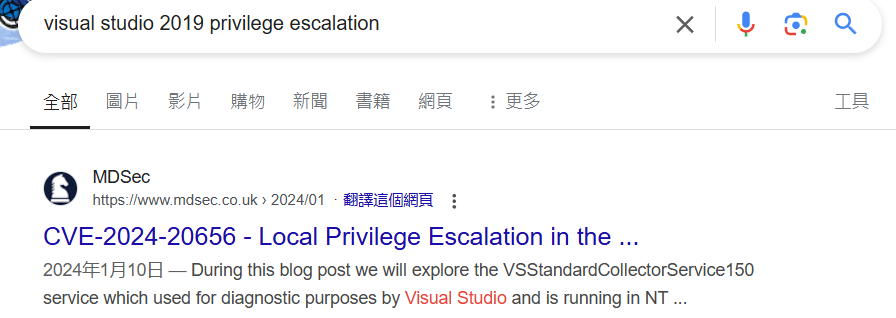 visual studio 2019 privilege escalation
全部 圖片 影片 購物 新聞 書籍 網頁 ⋮ 更多 工具
MDSec
https://www.mdsec.co.uk › 2024/01 · 翻譯這個網頁 ⋮
CVE-2024-20656 - Local Privilege Escalation in the ...
2024年1月10日 — During this blog post we will explore the VSStandardCollectorService150
service which used for diagnostic purposes by Visual Studio and is running in NT ...